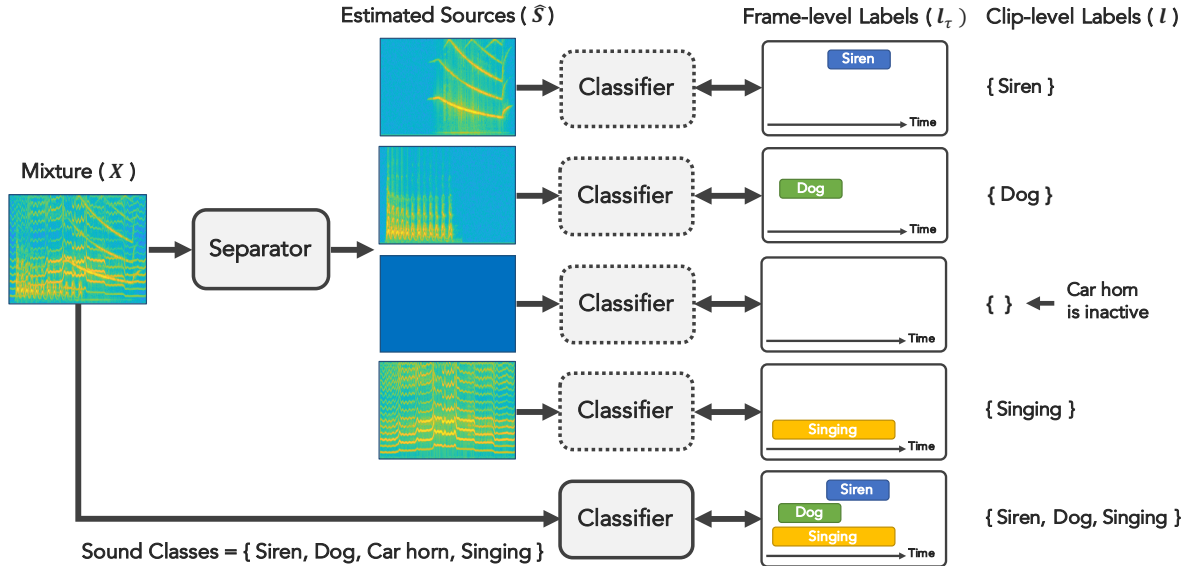 Estimated Sources ( Ŝ )
Frame-level Labels ( l_τ )
Clip-level Labels ( l )
Classifier
Siren
Time
{ Siren }
Mixture ( X )
Separator
Classifier
Dog
Time
{ Dog }
Classifier
Time
{ }
Car horn
is inactive
Classifier
Singing
Time
{ Singing }
Classifier
Siren
Dog
Singing
Time
{ Siren, Dog, Singing }
Sound Classes = { Siren, Dog, Car horn, Singing }